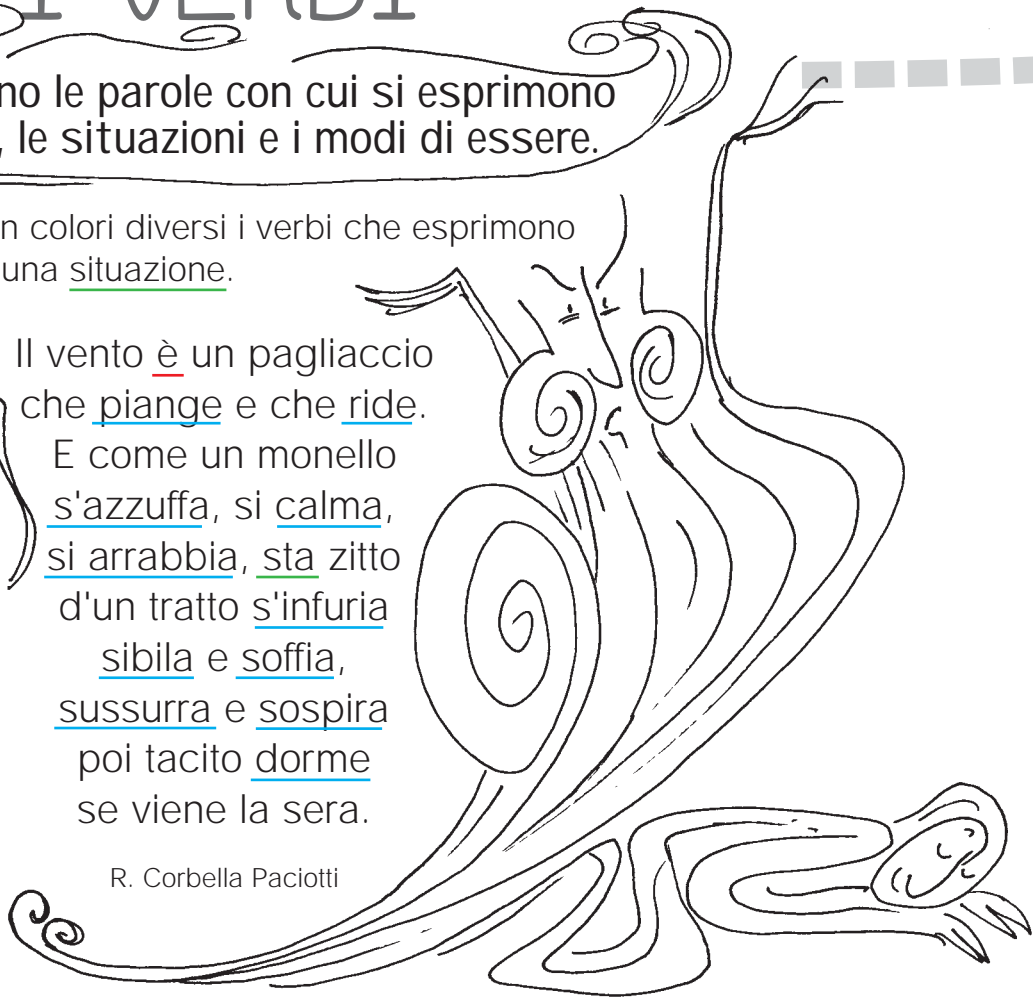 I VERBI
no le parole con cui si esprimono
, le situazioni e i modi di essere.
n colori diversi i verbi che esprimono
una situazione.
Il vento è un pagliaccio
che piange e che ride.
E come un monello
s'azzuffa, si calma,
si arrabbia, sta zitto
d'un tratto s'infuria
sibila e soffia,
sussurra e sospira
poi tacito dorme
se viene la sera.
R. Corbella Paciotti